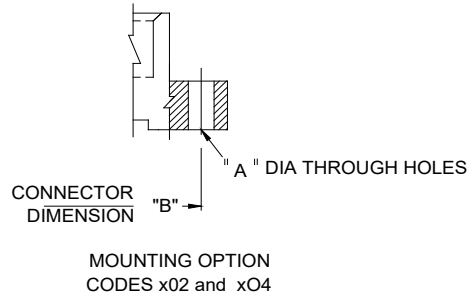 " A " DIA THROUGH HOLES
CONNECTOR
DIMENSION "B"
MOUNTING OPTION
CODES x02 and xO4